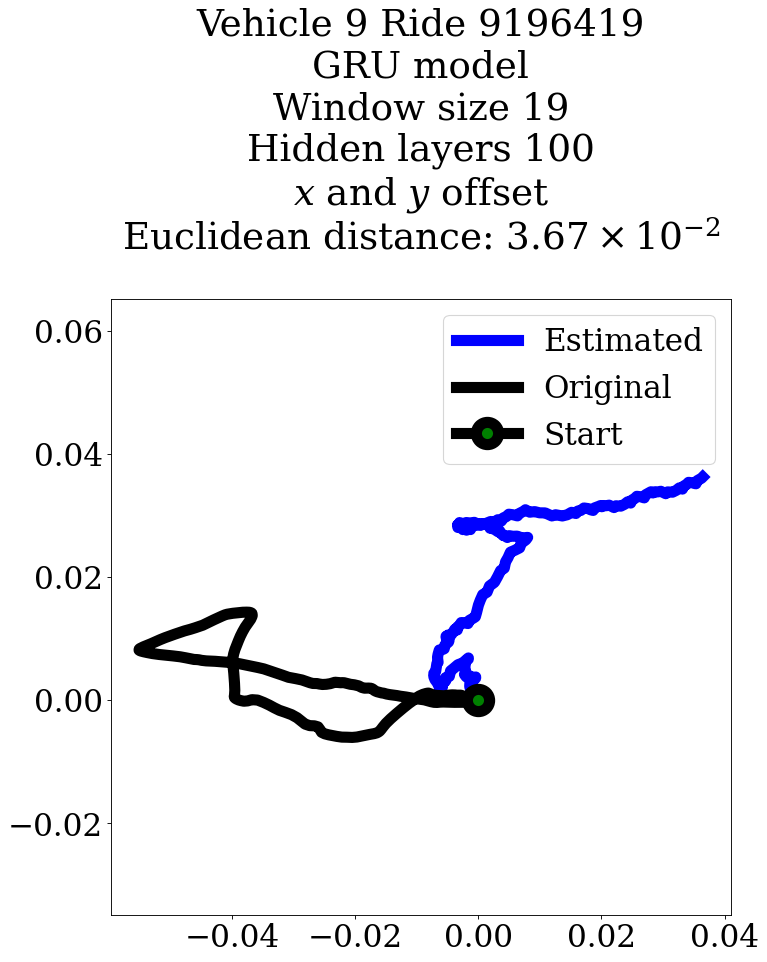 Vehicle 9 Ride 9196419
GRU model
Window size 19
Hidden layers 100
x and y offset
Euclidean distance: 3.67 × 10⁻²
Estimated
Original
Start
0.06
0.04
0.02
0.00
−0.02
−0.04 −0.02 0.00 0.02 0.04